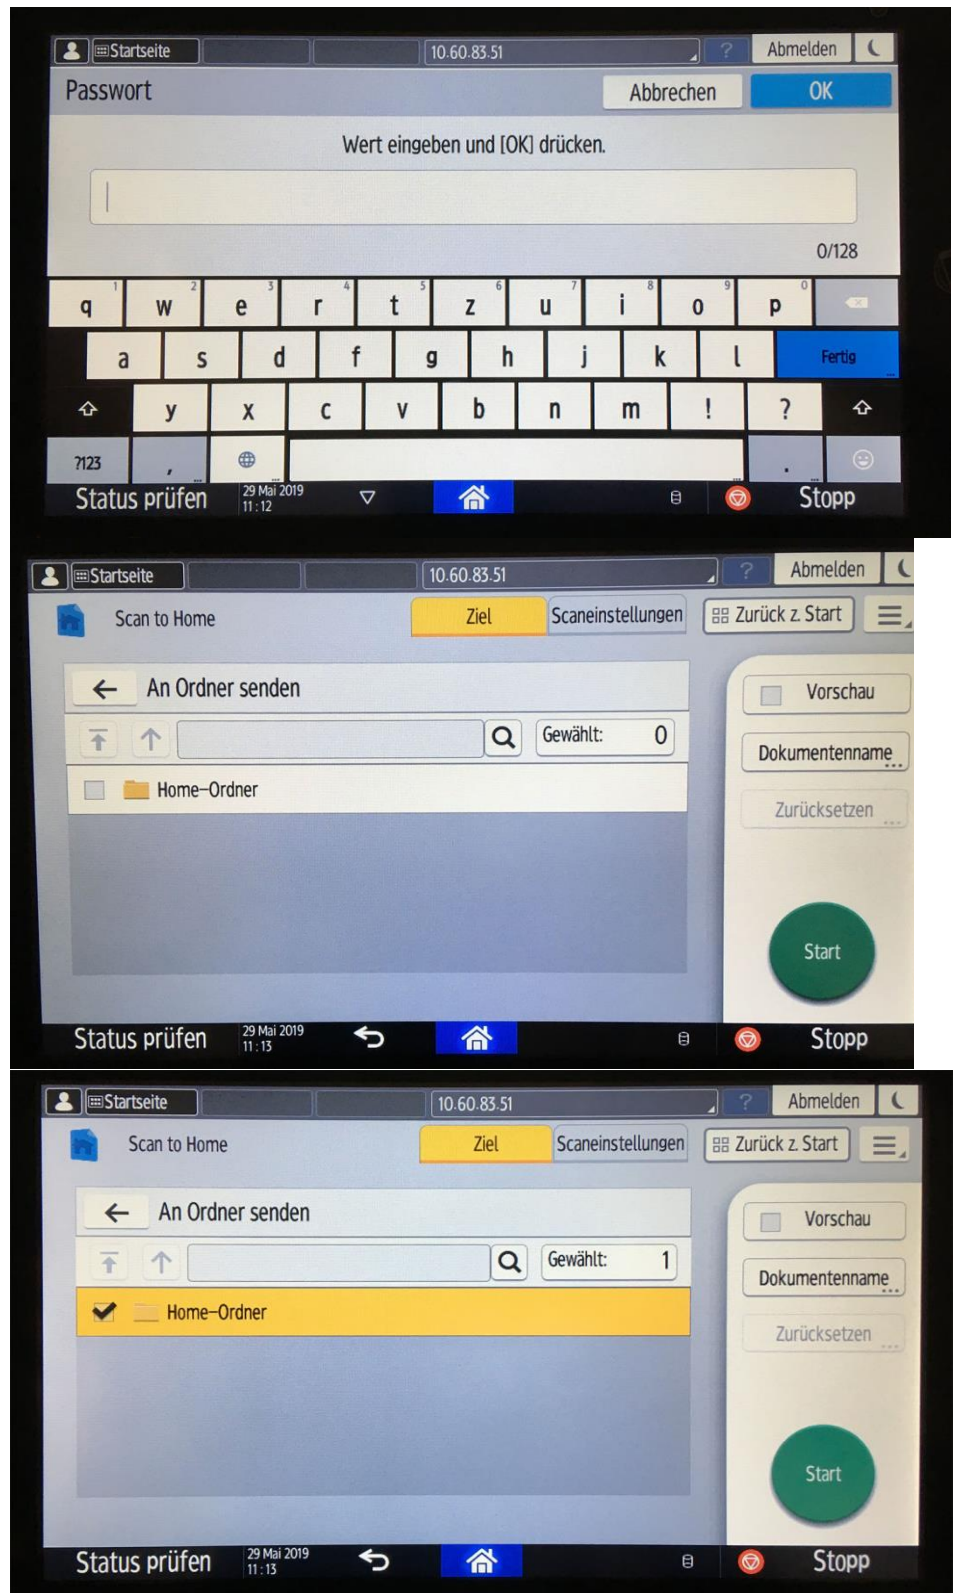 Startseite 10.60.83.51 ? Abmelden
Passwort Abbrechen OK
Wert eingeben und [OK] drücken.
0/128
1 2 3 4 5 6 7 8 9 0
q w e r t z u i o p
a s d f g h j k l Fertig
y x c v b n m ! ?
?123 , .
Status prüfen 29 Mai 2019 Stopp
11:12
Startseite 10.60.83.51 ? Abmelden
Scan to Home Ziel Scaneinstellungen Zurück z. Start
An Ordner senden Vorschau
Gewählt: 0 Dokumentenname
Home-Ordner Zurücksetzen
Start
Status prüfen 29 Mai 2019 Stopp
11:13
Startseite 10.60.83.51 ? Abmelden
Scan to Home Ziel Scaneinstellungen Zurück z. Start
An Ordner senden Vorschau
Gewählt: 1 Dokumentenname
Home-Ordner Zurücksetzen
Start
Status prüfen 29 Mai 2019 Stopp
11:13